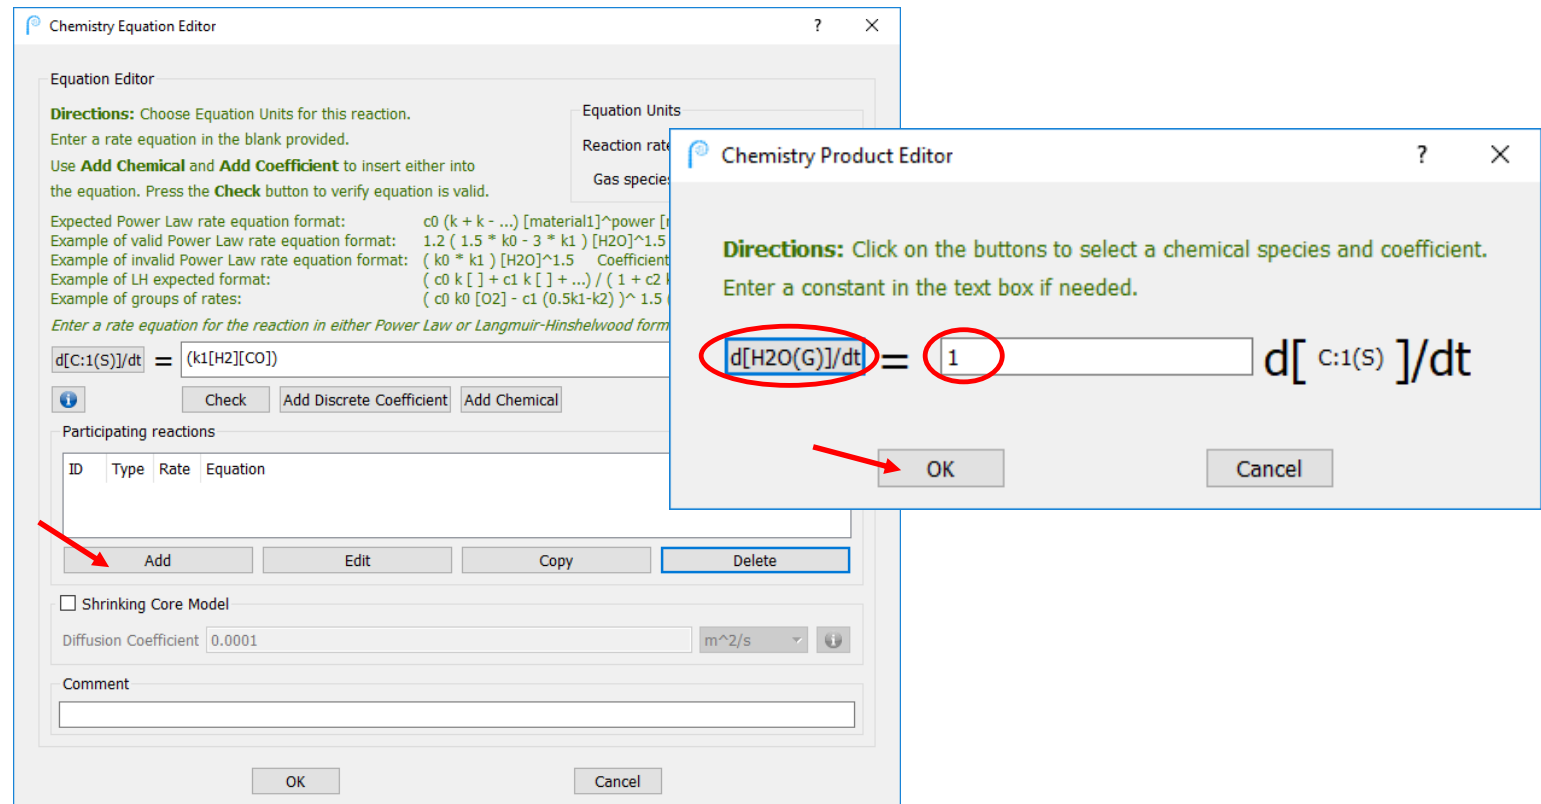 Chemistry Equation Editor ?
Equation Editor
Directions: Choose Equation Units for this reaction.
Enter a rate equation in the blank provided.
Use Add Chemical and Add Coefficient to insert either into
the equation. Press the Check button to verify equation is valid.
Equation Units
Reaction rate
Gas species
Expected Power Law rate equation format: c0 (k + k - ...) [material1]^power [
Example of valid Power Law rate equation format: 1.2 ( 1.5 * k0 - 3 * k1 ) [H2O]^1.5
Example of invalid Power Law rate equation format: ( k0 * k1 ) [H2O]^1.5 Coefficient
Example of LH expected format: ( c0 k [ ] + c1 k [ ] + ...) / ( 1 + c2 k
Example of groups of rates: ( c0 k0 [O2] - c1 (0.5k1-k2) )^ 1.5 (
Enter a rate equation for the reaction in either Power Law or Langmuir-Hinshelwood form
d[C:1(S)]/dt = (k1[H2][CO])
Check Add Discrete Coefficient Add Chemical
Participating reactions
ID Type Rate Equation
Add Edit Copy Delete
Shrinking Core Model
Diffusion Coefficient 0.0001 m^2/s
Comment
OK Cancel
Chemistry Product Editor ?
Directions: Click on the buttons to select a chemical species and coefficient.
Enter a constant in the text box if needed.
d[H2O(G)]/dt = 1 d[ C:1(S) ]/dt
OK Cancel